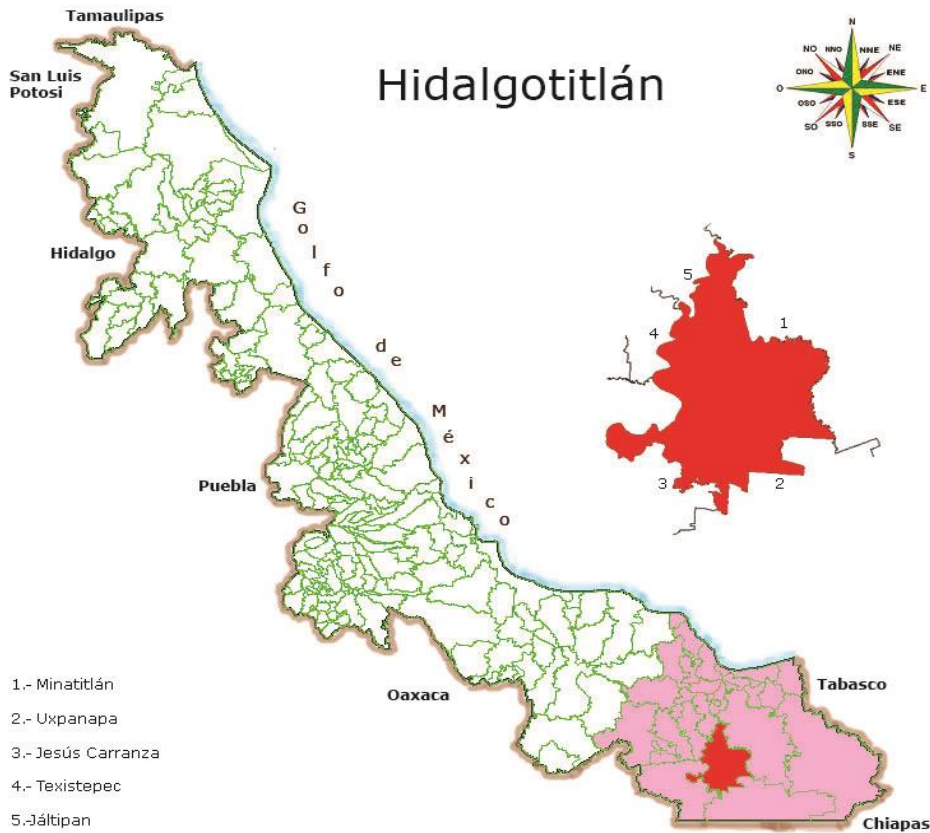 Tamaulipas
San Luis
Potosi
Hidalgotitlán
N
NNO
NNE
NO
NE
ONO
ENE
O
E
OSO
ESE
SO
SSO
SSE
SE
S
Golfo
de
México
Hidalgo
5
4
1
3
2
Puebla
Oaxaca
Tabasco
Chiapas
1.- Minatitlán
2.- Uxpanapa
3.- Jesús Carranza
4.- Texistepec
5.-Jáltipan